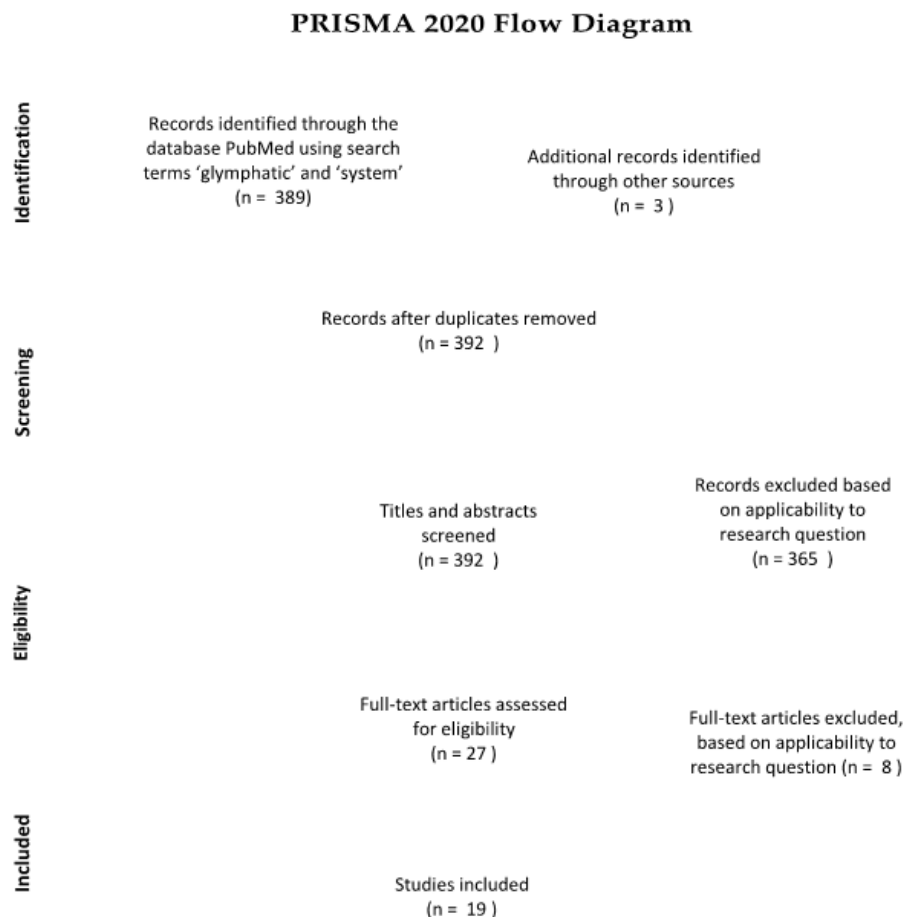 PRISMA 2020 Flow Diagram
Identification
Records identified through the
database PubMed using search
terms ‘glymphatic’ and ‘system’
(n =  389)
Additional records identified
through other sources
(n =  3 )
Records after duplicates removed
(n = 392  )
Screening
Titles and abstracts
screened
(n = 392  )
Records excluded based
on applicability to
research question
(n = 365  )
Eligibility
Full-text articles assessed
for eligibility
(n = 27 )
Full-text articles excluded,
based on applicability to
research question (n =  8 )
Included
Studies included
(n =  19 )